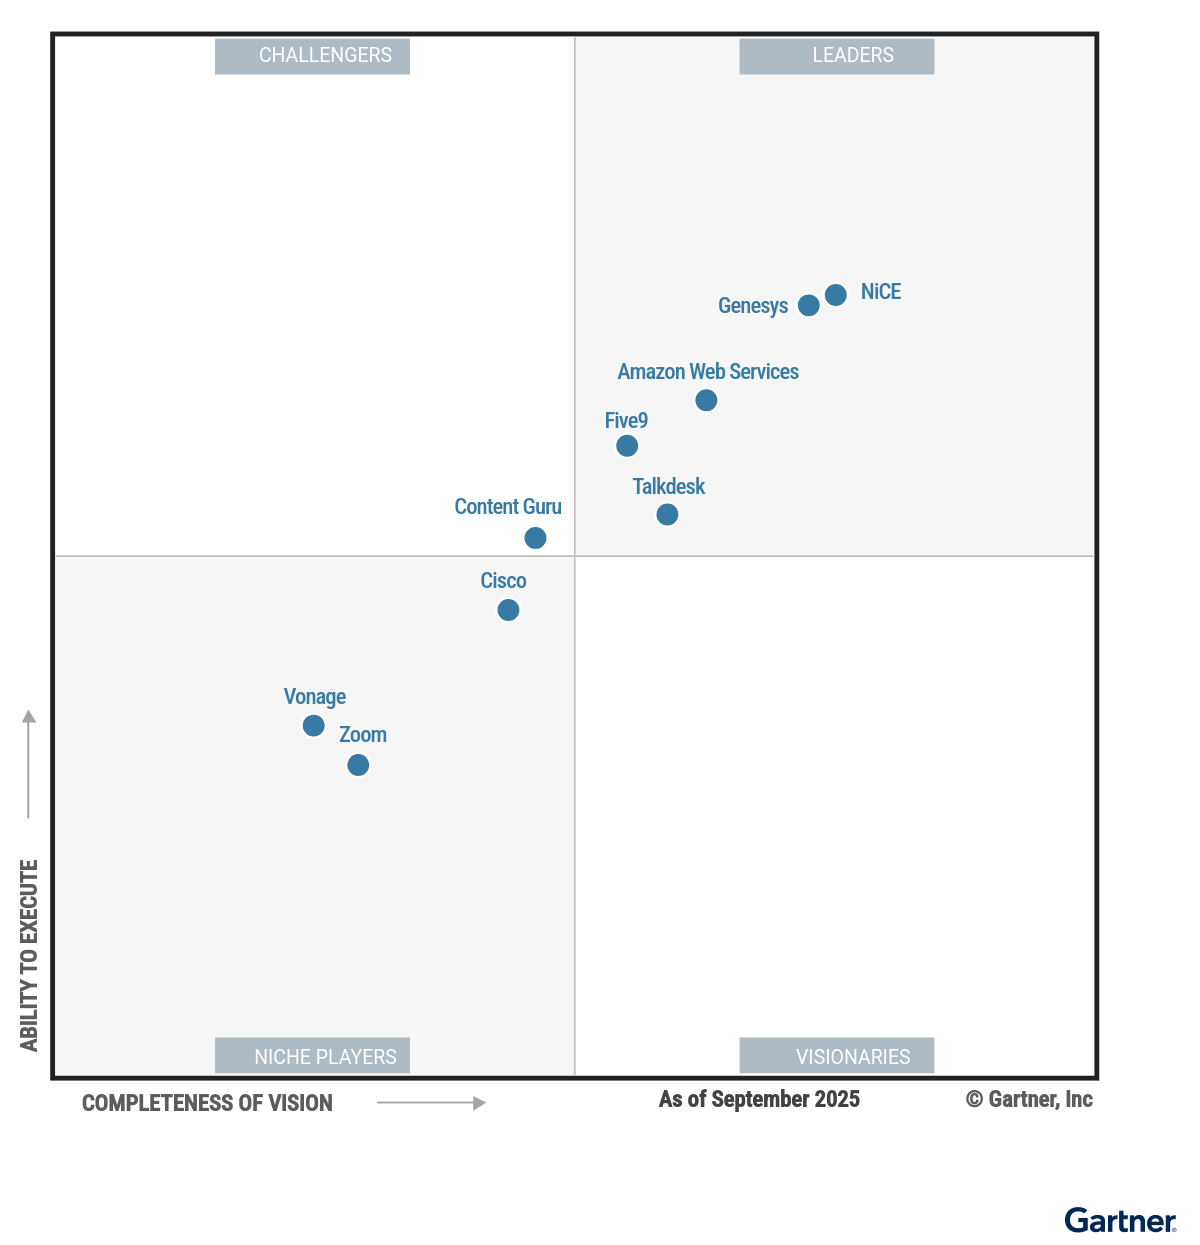 CHALLENGERS
LEADERS
NiCE
Genesys
Amazon Web Services
Five9
Talkdesk
Content Guru
Cisco
Vonage
Zoom
ABILITY TO EXECUTE
NICHE PLAYERS
VISIONARIES
COMPLETENESS OF VISION
As of September 2025
© Gartner, Inc
Gartner®